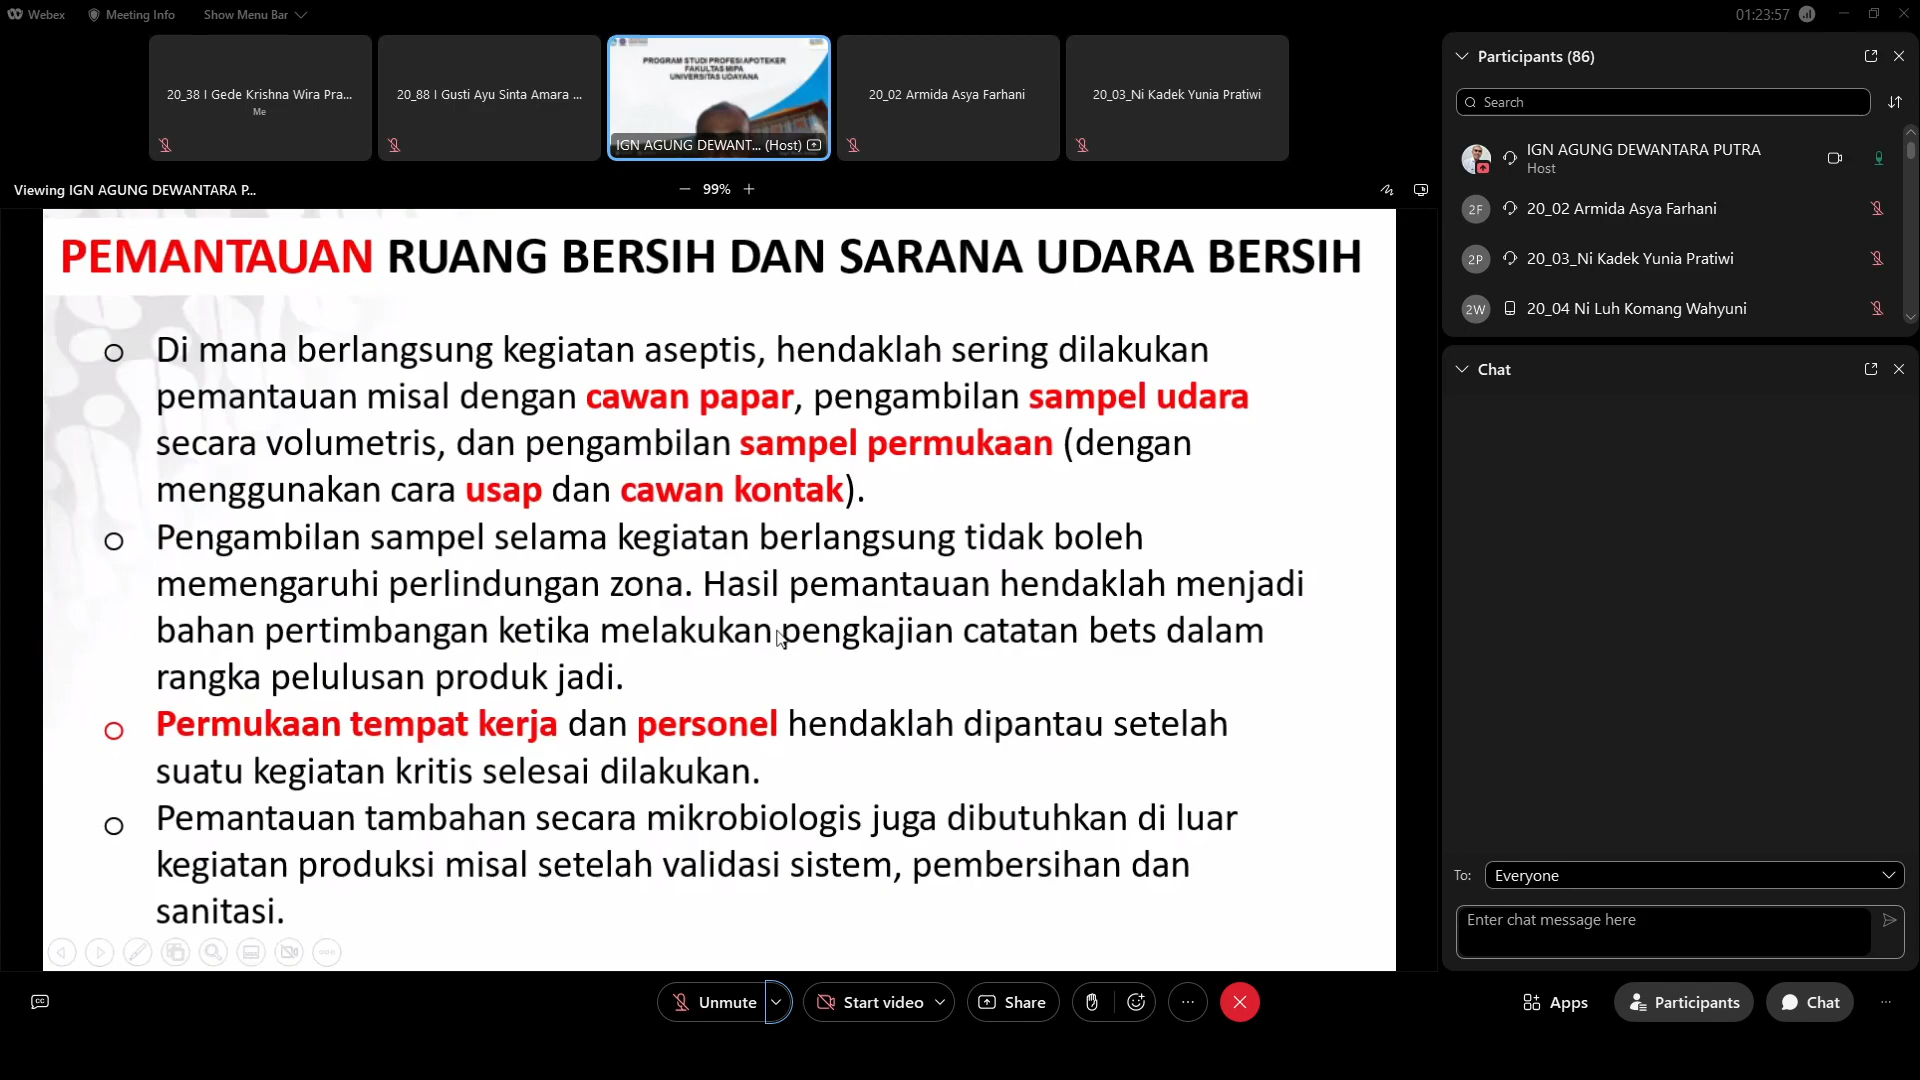 Webex
Meeting Info
Show Menu Bar
01:23:57
20_38 I Gede Krishna Wira Pra...
Me
20_88 I Gusti Ayu Sinta Amara ...
PROGRAM STUDI PROFESI APOTEKER
FAKULTAS MIPA
UNIVERSITAS UDAYANA
IGN AGUNG DEWANT... (Host)
20_02 Armida Asya Farhani
20_03_Ni Kadek Yunia Pratiwi
Viewing IGN AGUNG DEWANTARA P...
99%
PEMANTAUAN RUANG BERSIH DAN SARANA UDARA BERSIH
Di mana berlangsung kegiatan aseptis, hendaklah sering dilakukan
pemantauan misal dengan cawan papar, pengambilan sampel udara
secara volumetris, dan pengambilan sampel permukaan (dengan
menggunakan cara usap dan cawan kontak).
Pengambilan sampel selama kegiatan berlangsung tidak boleh
memengaruhi perlindungan zona. Hasil pemantauan hendaklah menjadi
bahan pertimbangan ketika melakukan pengkajian catatan bets dalam
rangka pelulusan produk jadi.
Permukaan tempat kerja dan personel hendaklah dipantau setelah
suatu kegiatan kritis selesai dilakukan.
Pemantauan tambahan secara mikrobiologis juga dibutuhkan di luar
kegiatan produksi misal setelah validasi sistem, pembersihan dan
sanitasi.
Participants (86)
Search
IGN AGUNG DEWANTARA PUTRA
Host
2F
20_02 Armida Asya Farhani
2P
20_03_Ni Kadek Yunia Pratiwi
2W
20_04 Ni Luh Komang Wahyuni
Chat
To:
Everyone
Enter chat message here
CC
Unmute
Start video
Share
Apps
Participants
Chat